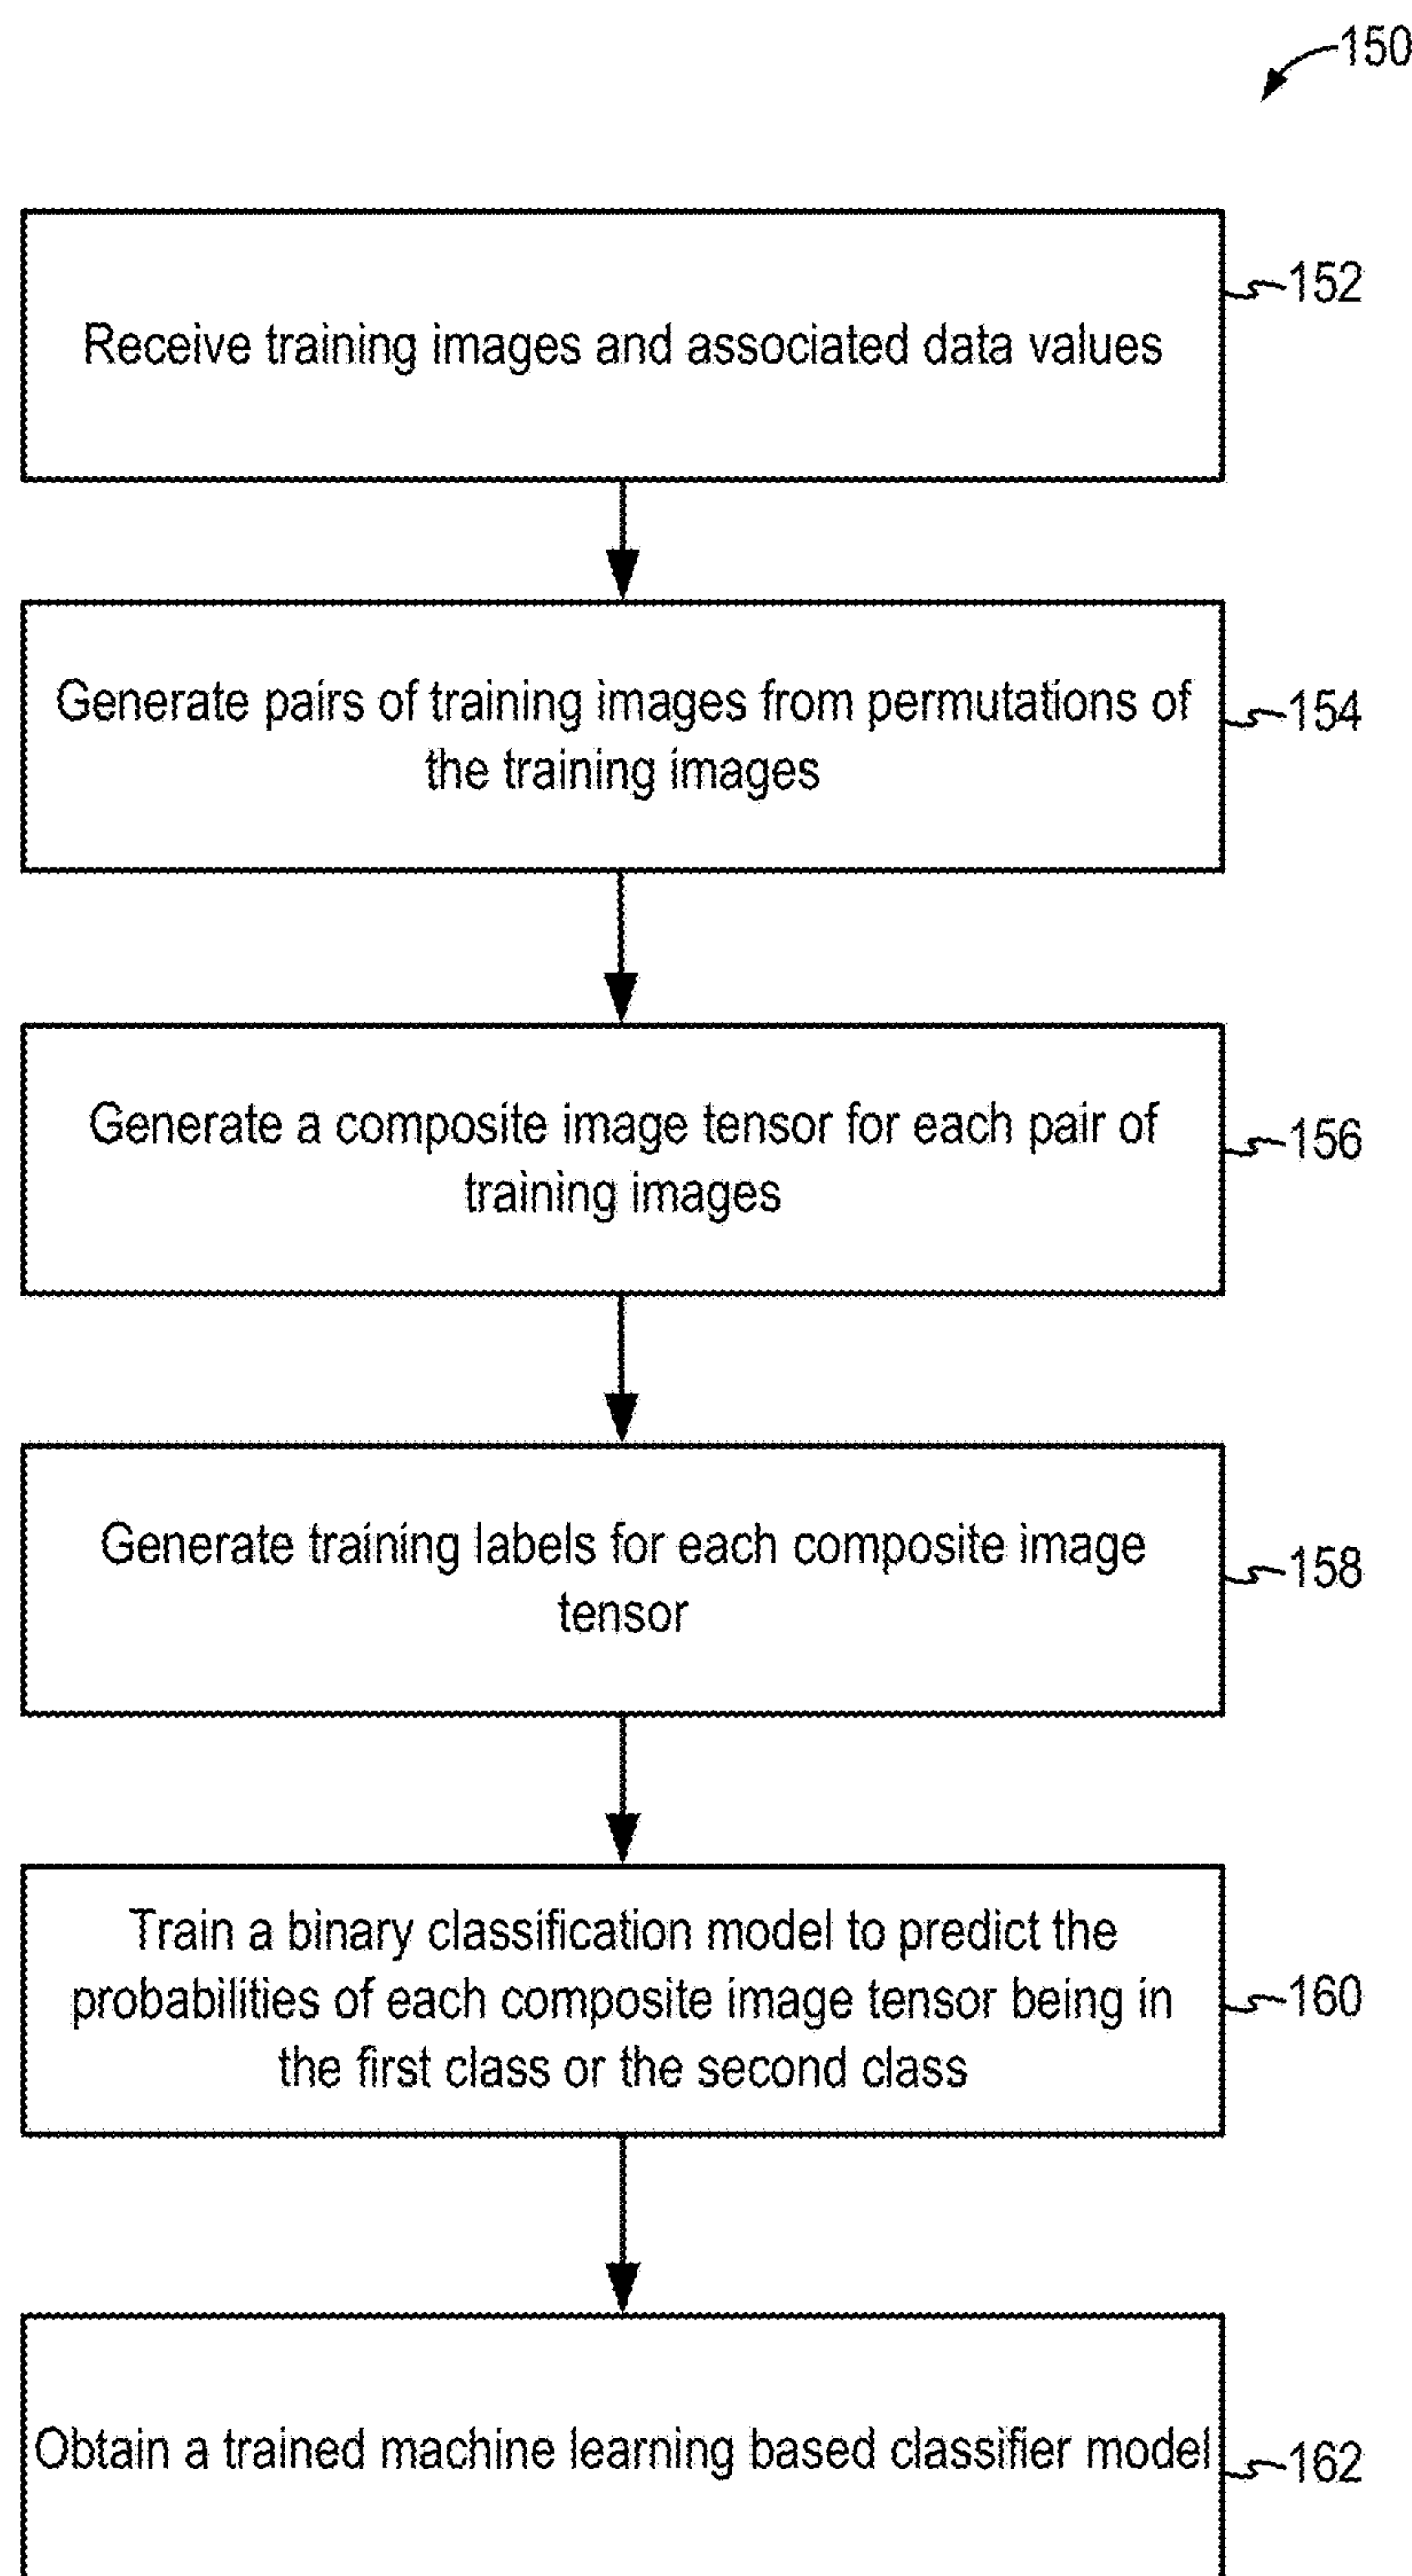 150
Receive training images and associated data values
152
Generate pairs of training images from permutations of
the training images
154
Generate a composite image tensor for each pair of
training images
156
Generate training labels for each composite image
tensor
158
Train a binary classification model to predict the
probabilities of each composite image tensor being in
the first class or the second class
160
Obtain a trained machine learning based classifier model
162